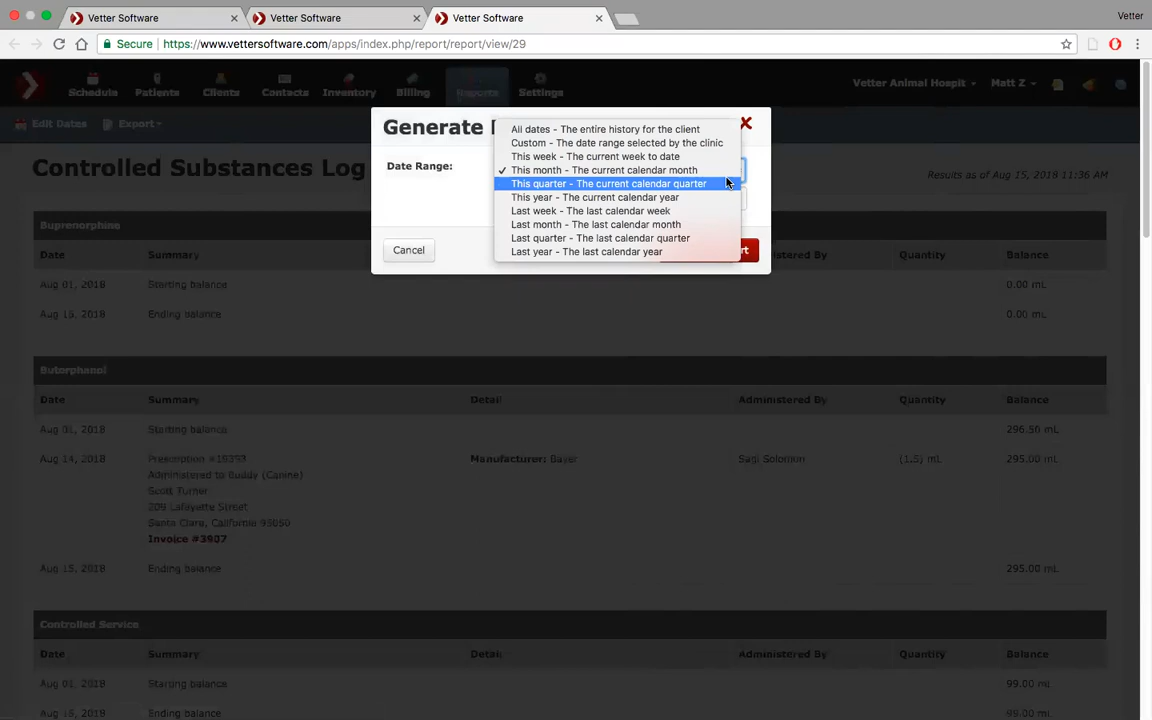 Vetter Software
Vetter Software
Vetter Software
Vetter
Secure
https://www.vettersoftware.com/apps/index.php/report/report/view/29
Schedule
Patients
Clients
Contacts
Inventory
Billing
Reports
Settings
Vetter Animal Hospit
Matt Z
Edit Dates
Export
Generate
Date Range:
All dates - The entire history for the client
Custom - The date range selected by the clinic
This week - The current week to date
✓ This month - The current calendar month
This quarter - The current calendar quarter
This year - The current calendar year
Last week - The last calendar week
Last month - The last calendar month
Last quarter - The last calendar quarter
Last year - The last calendar year
Cancel
Controlled Substances Log
Results as of Aug 15, 2018 11:36 AM
Buprenorphine
Date Summary Quantity Balance
Aug 01, 2018 Starting balance 0.00 mL
Aug 15, 2018 Ending balance 0.00 mL
Butorphanol
Date Summary Detail Administered By Quantity Balance
Aug 01, 2018 Starting balance 296.50 mL
Aug 14, 2018 Prescription #19393 Manufacturer: Bayer Sagi Solomon (1.5) mL 295.00 mL
Administered to Buddy (Canine)
Scott Turner
209 Lafayette Street
Santa Clara, California 95050
Invoice #3907
Aug 15, 2018 Ending balance 295.00 mL
Controlled Service
Date Summary Detail Administered By Quantity Balance
Aug 01, 2018 Starting balance 99.00 mL
Aug 15, 2018 Ending balance 99.00 mL